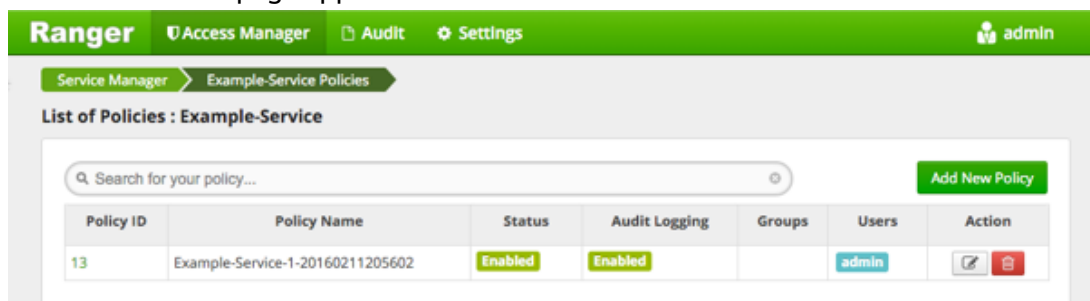 Ranger Access Manager Audit Settings admin
Service Manager Example-Service Policies
List of Policies : Example-Service
Search for your policy... Add New Policy
Policy ID Policy Name Status Audit Logging Groups Users Action
13 Example-Service-1-20160211205602 Enabled Enabled admin